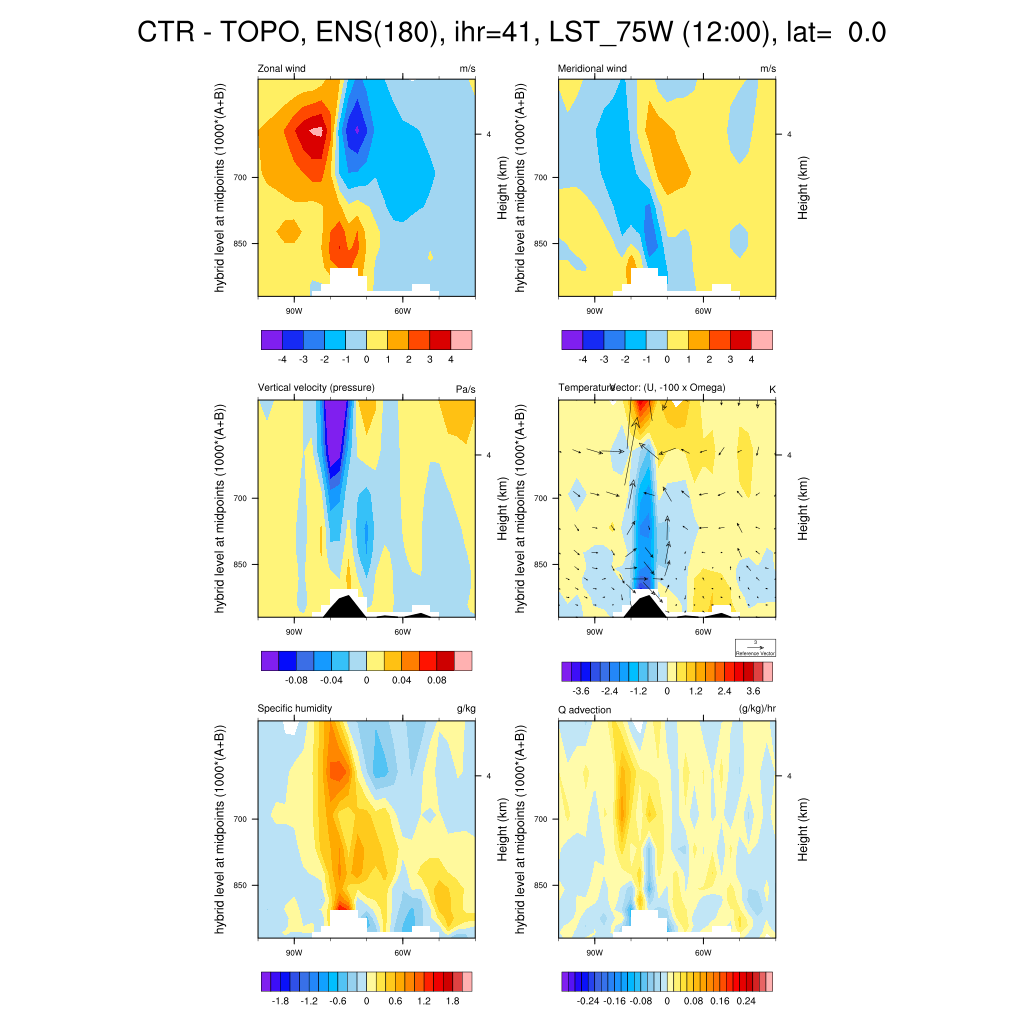 CTR - TOPO, ENS(180), ihr=41, LST_75W (12:00), lat= 0.0
Zonal wind m/s
hybrid level at midpoints (1000*(A+B))
700
850
4
Height (km)
90W 60W
-4 -3 -2 -1 0 1 2 3 4
Meridional wind m/s
hybrid level at midpoints (1000*(A+B))
700
850
4
Height (km)
90W 60W
-4 -3 -2 -1 0 1 2 3 4
Vertical velocity (pressure) Pa/s
hybrid level at midpoints (1000*(A+B))
700
850
4
Height (km)
90W 60W
-0.08 -0.04 0 0.04 0.08
Temperature Vector: (U, -100 x Omega) K
hybrid level at midpoints (1000*(A+B))
700
850
4
Height (km)
90W 60W
3
Reference Vector
-3.6 -2.4 -1.2 0 1.2 2.4 3.6
Specific humidity g/kg
hybrid level at midpoints (1000*(A+B))
700
850
4
Height (km)
90W 60W
-1.8 -1.2 -0.6 0 0.6 1.2 1.8
Q advection (g/kg)/hr
hybrid level at midpoints (1000*(A+B))
700
850
4
Height (km)
90W 60W
-0.24 -0.16 -0.08 0 0.08 0.16 0.24